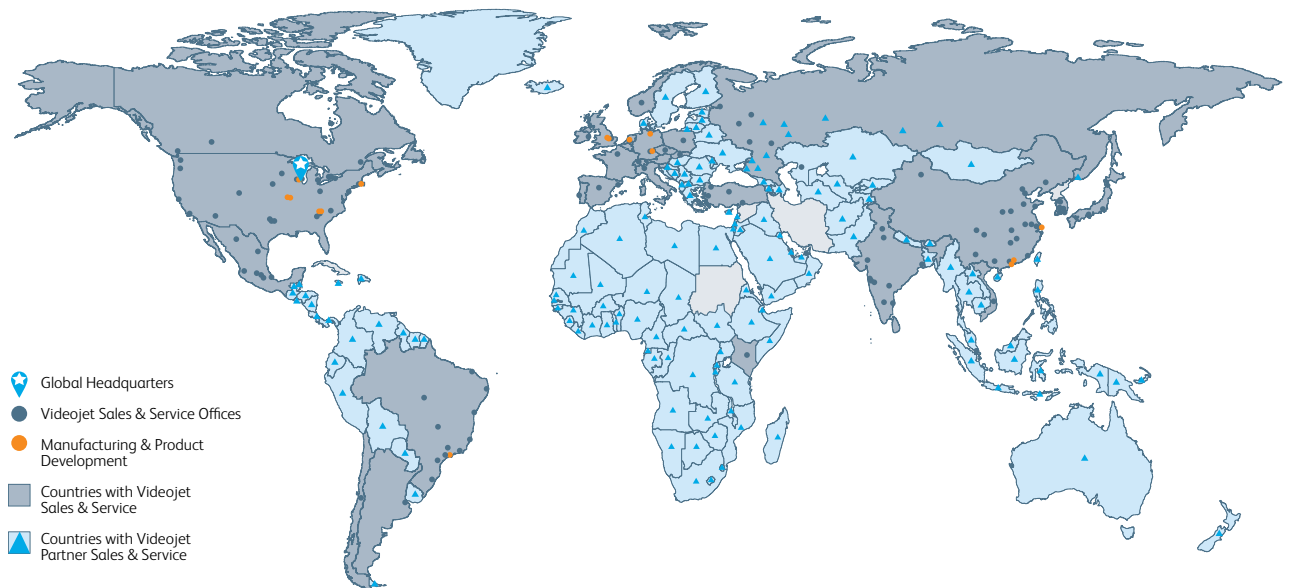 Global Headquarters
Videojet Sales & Service Offices
Manufacturing & Product
Development
Countries with Videojet
Sales & Service
Countries with Videojet
Partner Sales & Service